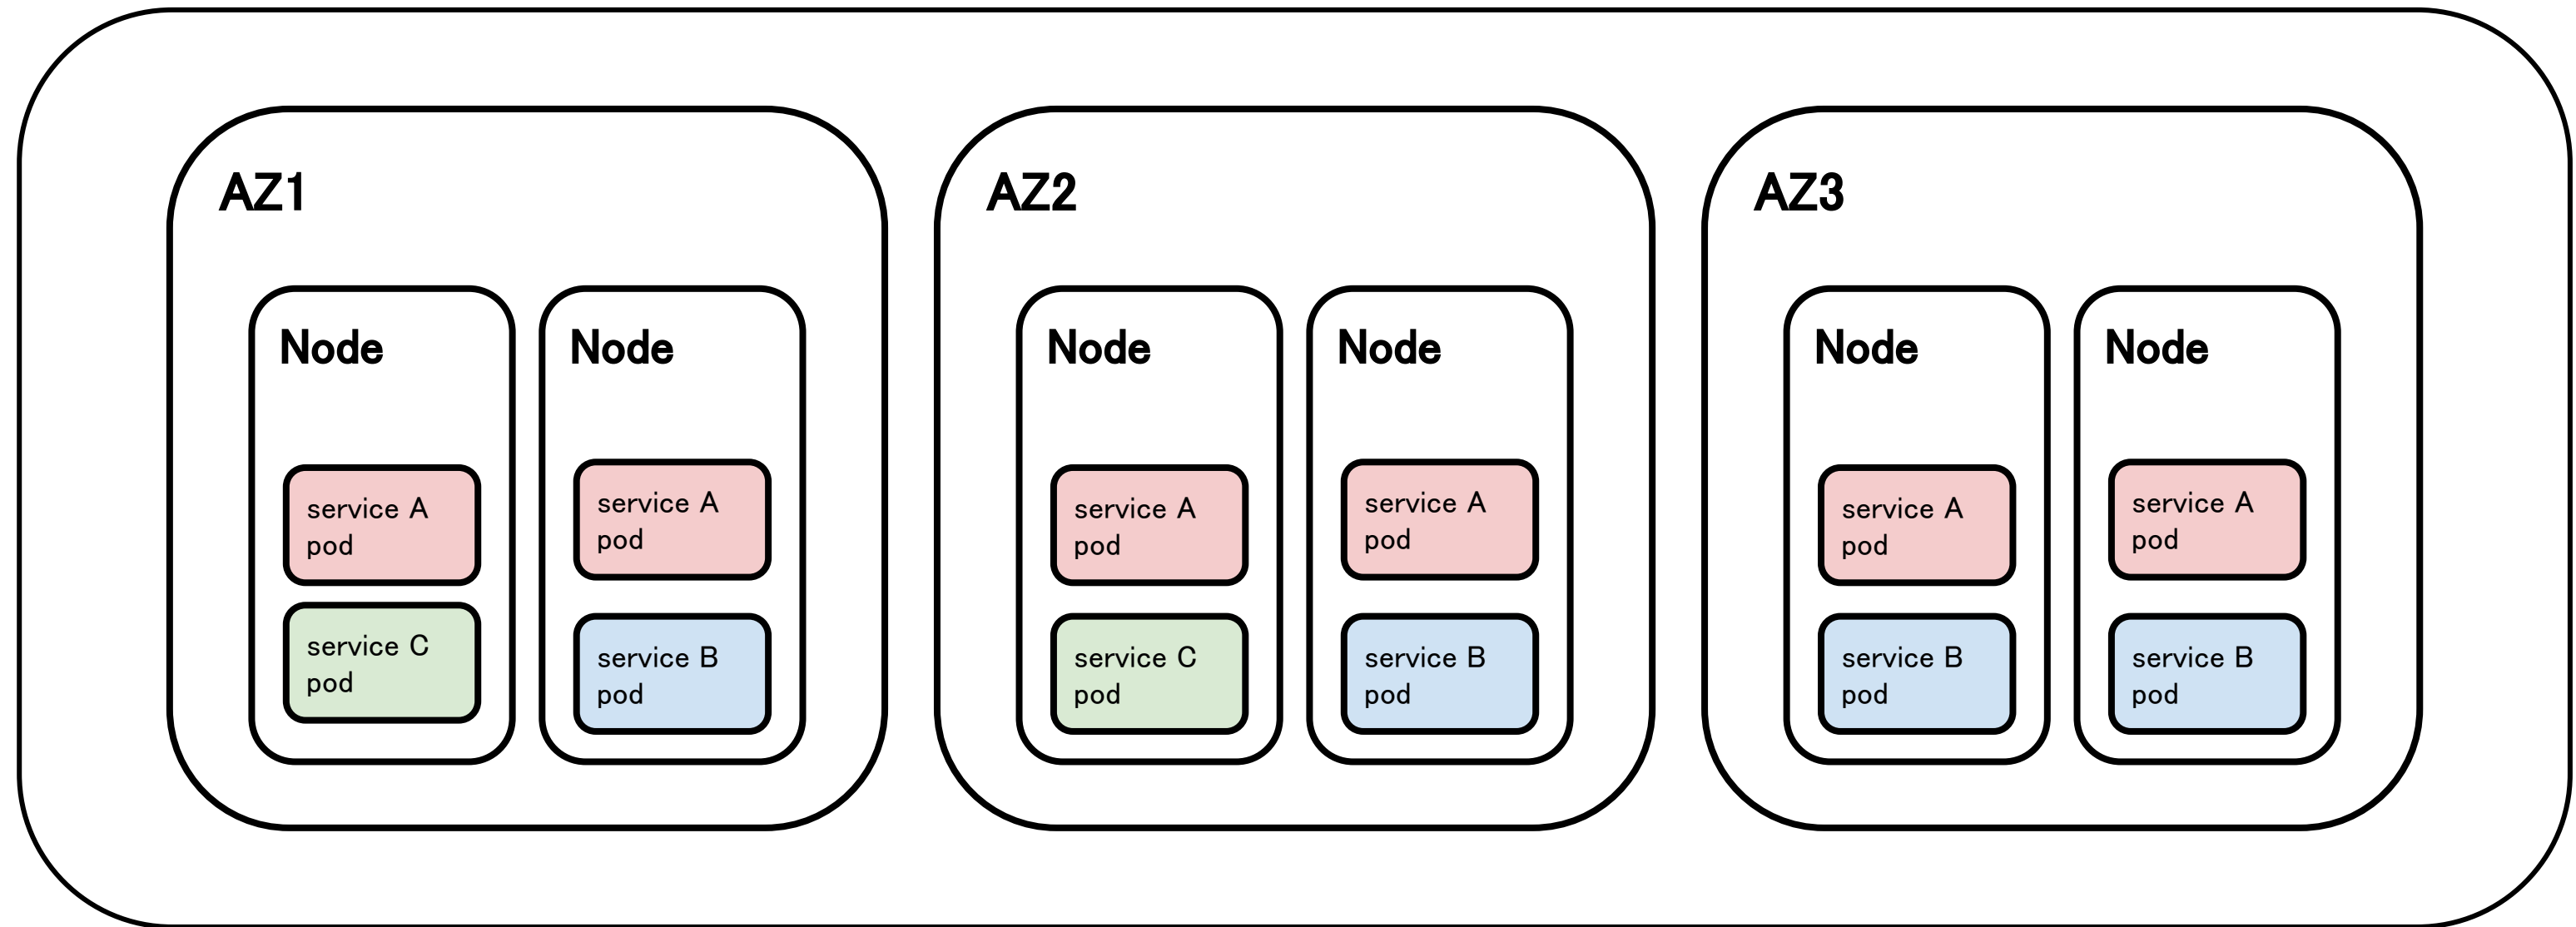 AZ1
Node
service A
pod
service C
pod
Node
service A
pod
service B
pod
AZ2
Node
service A
pod
service C
pod
Node
service A
pod
service B
pod
AZ3
Node
service A
pod
service B
pod
Node
service A
pod
service B
pod